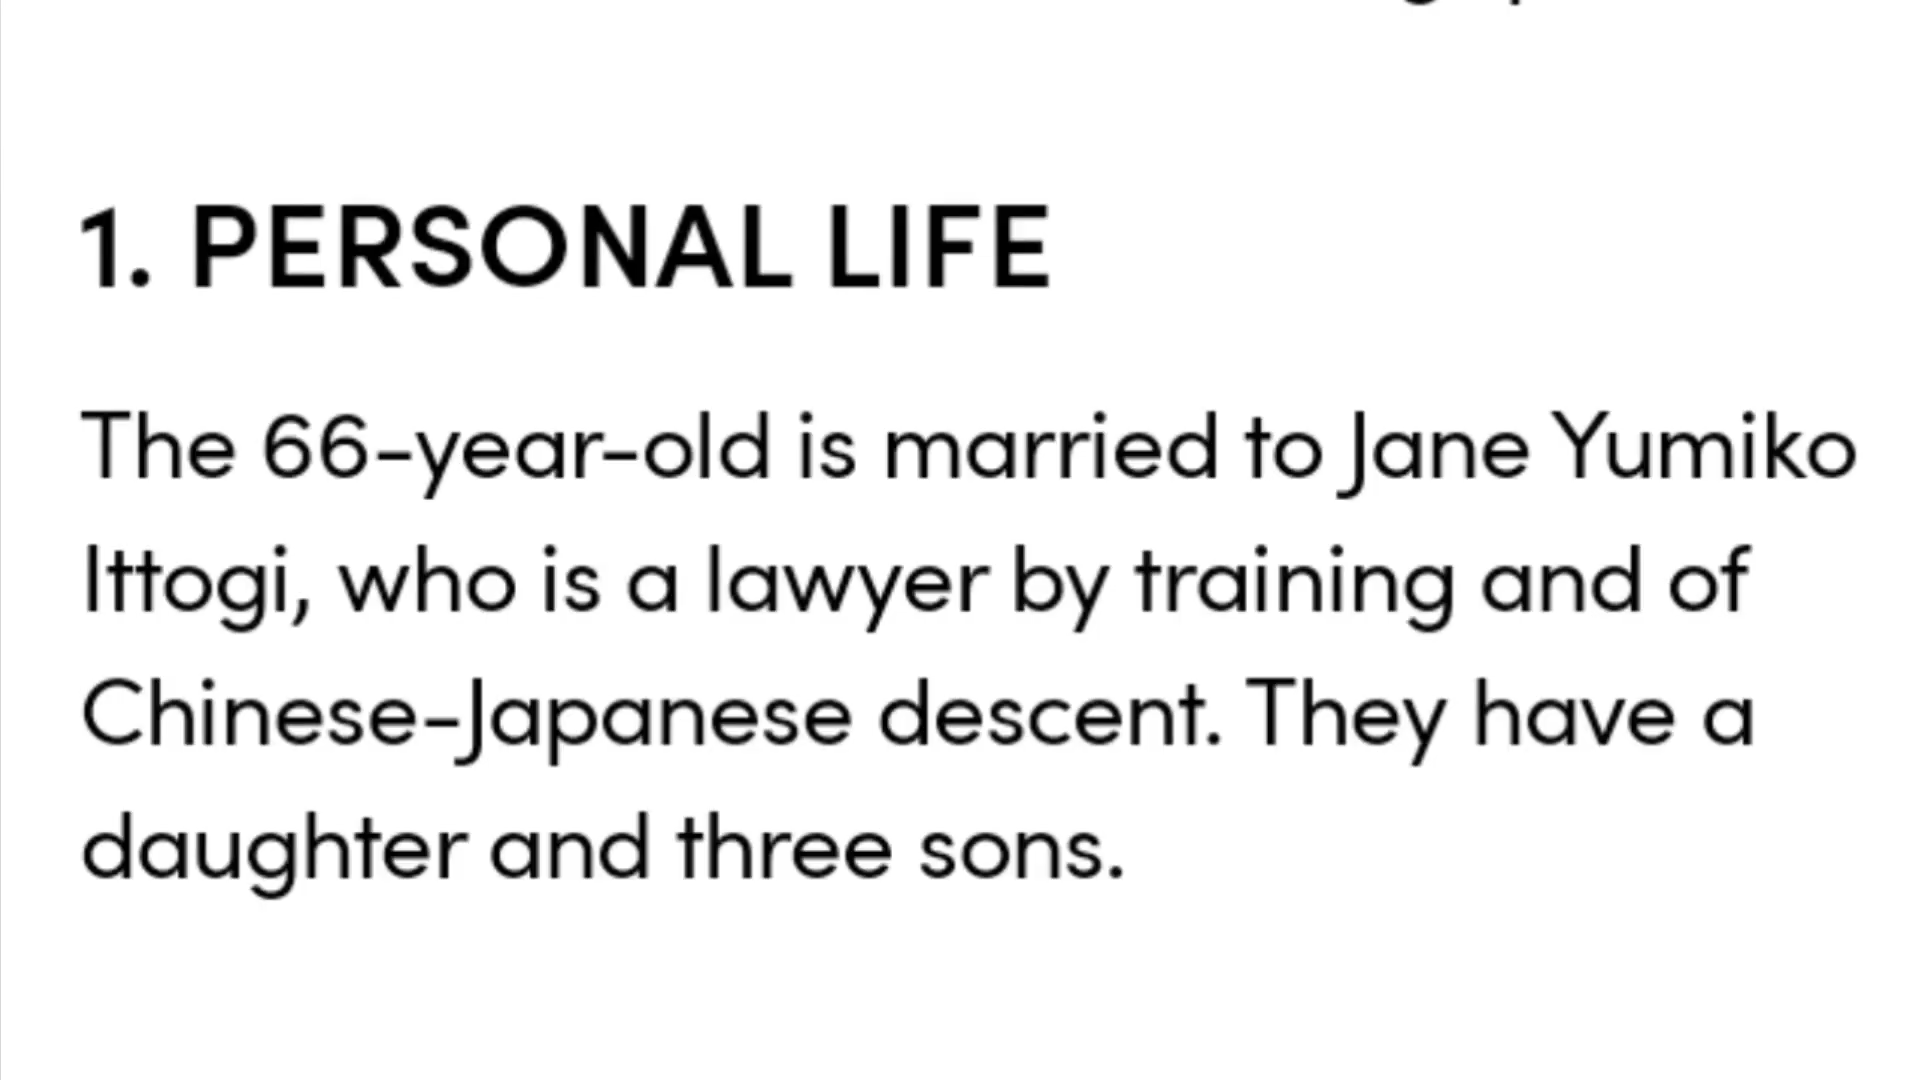 1. PERSONAL LIFE
The 66-year-old is married to Jane Yumiko
Ittogi, who is a lawyer by training and of
Chinese-Japanese descent. They have a
daughter and three sons.